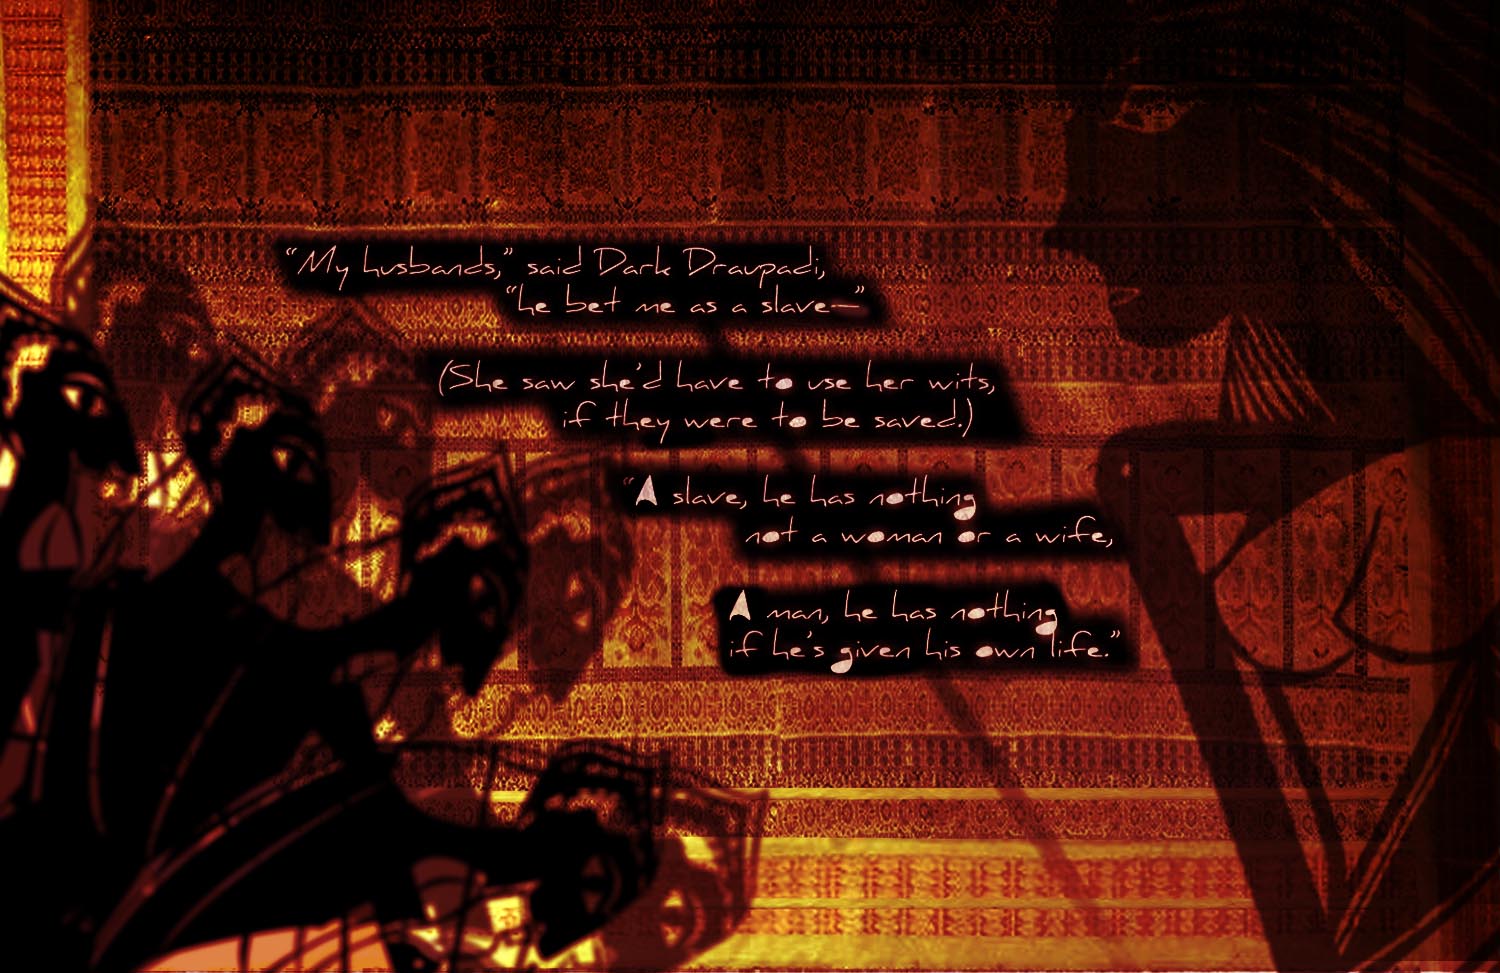 “My husbands,” said Dark Draupadi,
“he bet me as a slave—”
(She saw she’d have to use her wits,
if they were to be saved.)
“A slave, he has nothing
not a woman or a wife,
A man, he has nothing
if he’s given his own life.”